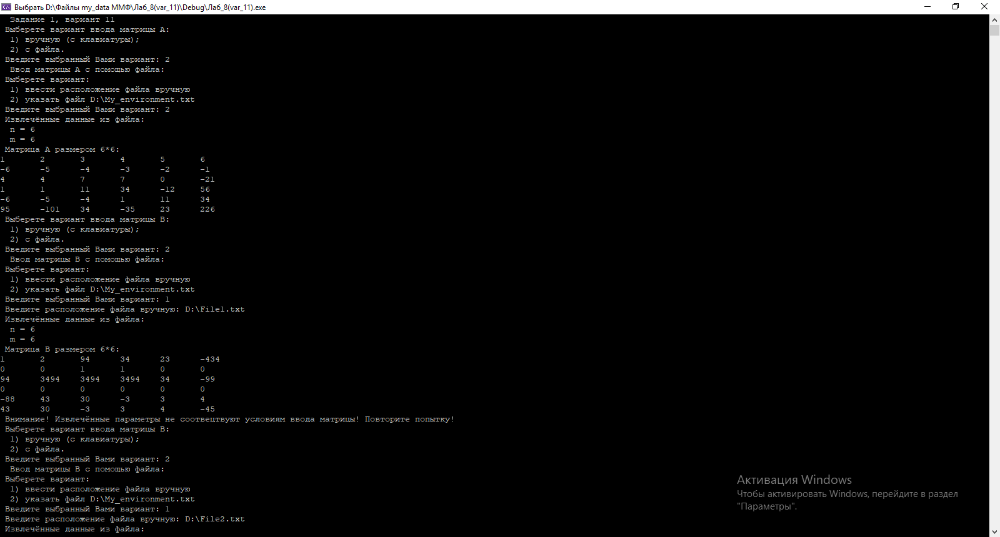 Выбрать D:\Файлы my_data ММФ\Лаб_8(var_11)\Debug\Лаб_8(var_11).exe
Задание 1, вариант 11
Выберете вариант ввода матрицы A:
1) вручную (с клавиатуры);
2) с файла.
Введите выбранный Вами вариант: 2
Ввод матрицы A с помощью файла:
Выберете вариант:
1) ввести расположение файла вручную
2) указать файл D:\My_environment.txt
Введите выбранный Вами вариант: 2
Извлечённые данные из файла:
n = 6
m = 6
Матрица A размером 6*6:
1 2 3 4 5 6
-6 -5 -4 -3 -2 -1
4 4 7 7 0 -21
1 1 11 34 -12 56
-6 -5 -4 1 11 34
95 -101 34 -35 23 226
Выберете вариант ввода матрицы B:
1) вручную (с клавиатуры);
2) с файла.
Введите выбранный Вами вариант: 2
Ввод матрицы B с помощью файла:
Выберете вариант:
1) ввести расположение файла вручную
2) указать файл D:\My_environment.txt
Введите выбранный Вами вариант: 1
Введите расположение файла вручную: D:\File1.txt
Извлечённые данные из файла:
n = 6
m = 6
Матрица B размером 6*6:
1 2 94 34 23 -434
0 0 1 1 0 0
94 3494 3494 3494 34 -99
0 0 0 0 0 0
-88 43 30 -3 3 4
43 30 -3 3 4 -45
Внимание! Извлечённые параметры не соотвецтвуют условиям ввода матрицы! Повторите попытку!
Выберете вариант ввода матрицы B:
1) вручную (с клавиатуры);
2) с файла.
Введите выбранный Вами вариант: 2
Ввод матрицы B с помощью файла:
Выберете вариант:
1) ввести расположение файла вручную
2) указать файл D:\My_environment.txt
Введите выбранный Вами вариант: 1
Введите расположение файла вручную: D:\File2.txt
Извлечённые данные из файла:
Активация Windows
Чтобы активировать Windows, перейдите в раздел
"Параметры".